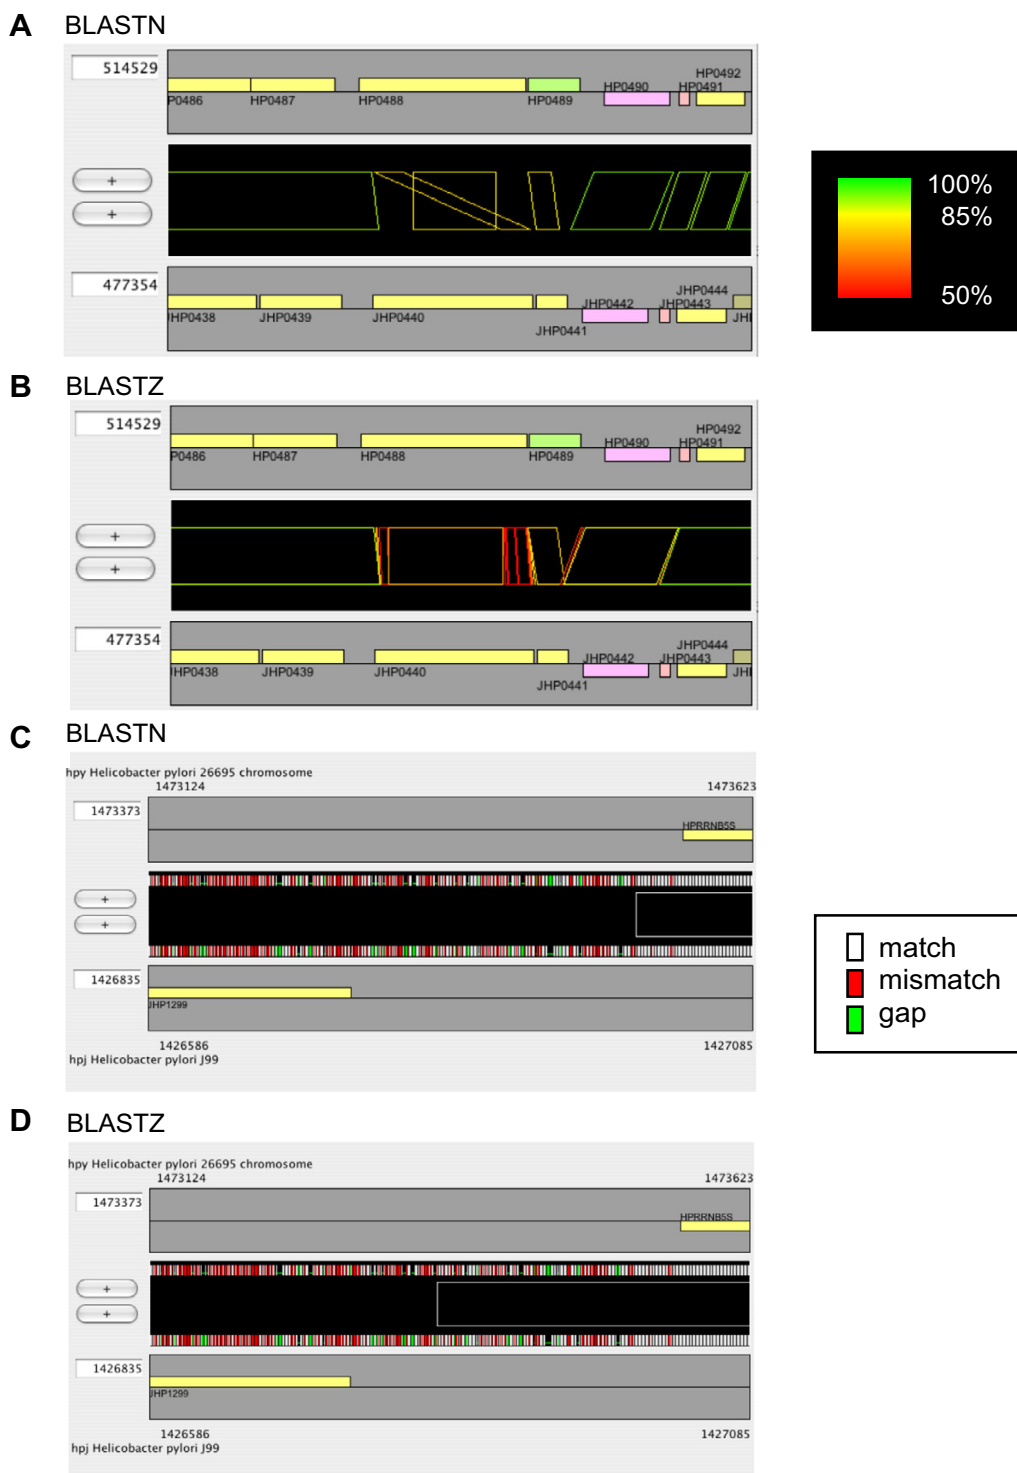 A BLASTN
514529
HP0492
HP0490 HP0491
P0486 HP0487 HP0488 HP0489
+
+
100%
85%
50%
477354
JHP0444
JHP0442 JHP0443
JHP0438 JHP0439 JHP0440 JHP0441 JHI
B BLASTZ
514529
HP0492
HP0490 HP0491
P0486 HP0487 HP0488 HP0489
+
+
477354
JHP0444
JHP0442 JHP0443
JHP0438 JHP0439 JHP0440 JHP0441 JHI
C BLASTN
hpy Helicobacter pylori 26695 chromosome
1473124 1473623
1473373
HPRRNB5S
+
+
match
mismatch
gap
1426835
JHP1299
1426586 1427085
hpj Helicobacter pylori J99
D BLASTZ
hpy Helicobacter pylori 26695 chromosome
1473124 1473623
1473373
HPRRNB5S
+
+
1426835
JHP1299
1426586 1427085
hpj Helicobacter pylori J99